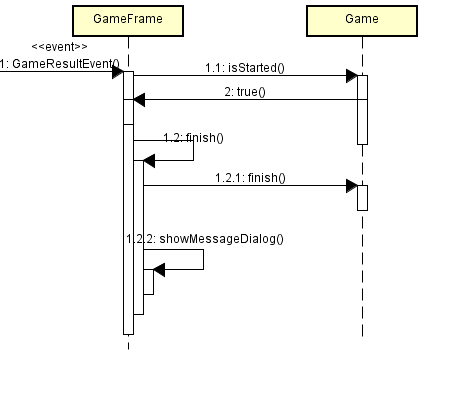 GameFrame
Game
<<event>>
1: GameResultEvent()
1.1: isStarted()
2: true()
1.2: finish()
1.2.1: finish()
1.2.2: showMessageDialog()